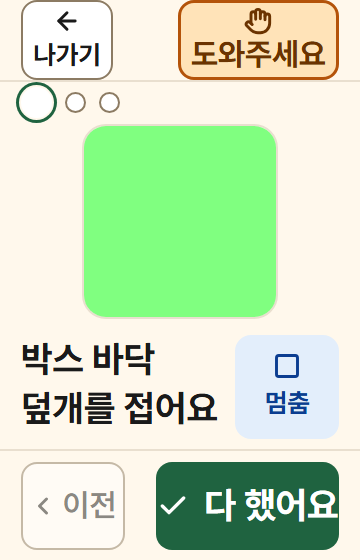 나가기
도와주세요
박스 바닥
덮개를 접어요
멈춤
이전
다 했어요